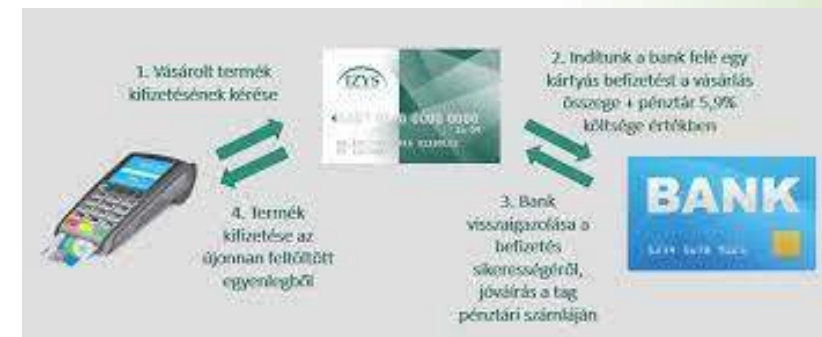 1. Vásárolt termék
kifizetésének kérése
IZYS
2. Indítunk a bank felé egy
kártyás befizetést a vásárlás
összege + pénztár 5,9%
költsége értékben
BANK
3. Bank
visszaigazolása a
befizetés
sikerességéről,
jóváírás a tag
pénztári számláján
4. Termék
kifizetése az
újonnan feltöltött
egyenlegből